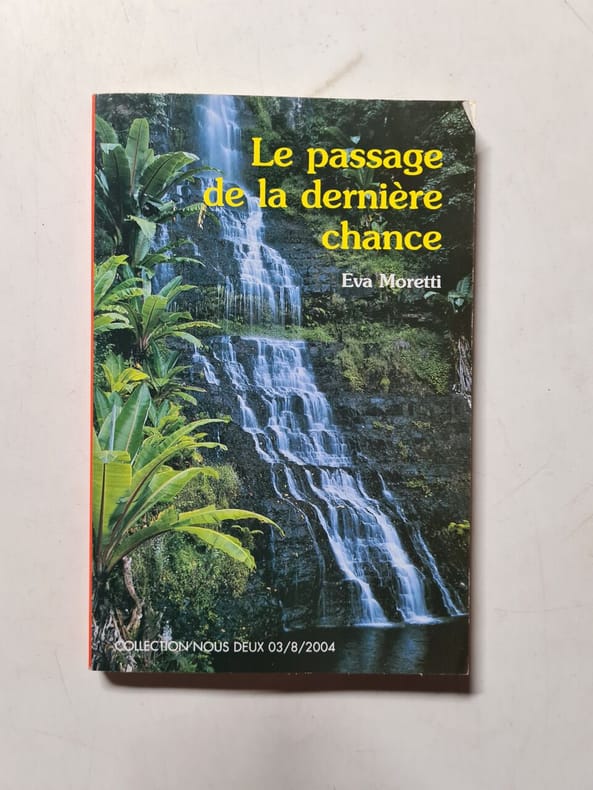 Le passage
de la dernière
chance
Eva Moretti
COLLECTION NOUS DEUX 03/8/2004